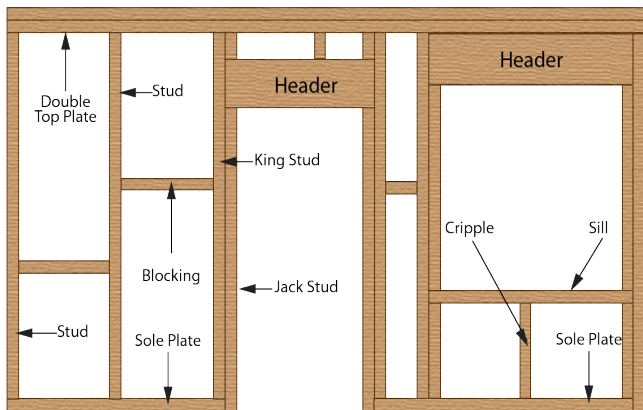 Header
Header
Double
Top Plate
Stud
King Stud
Cripple
Sill
Blocking
Jack Stud
Stud
Sole Plate
Sole Plate